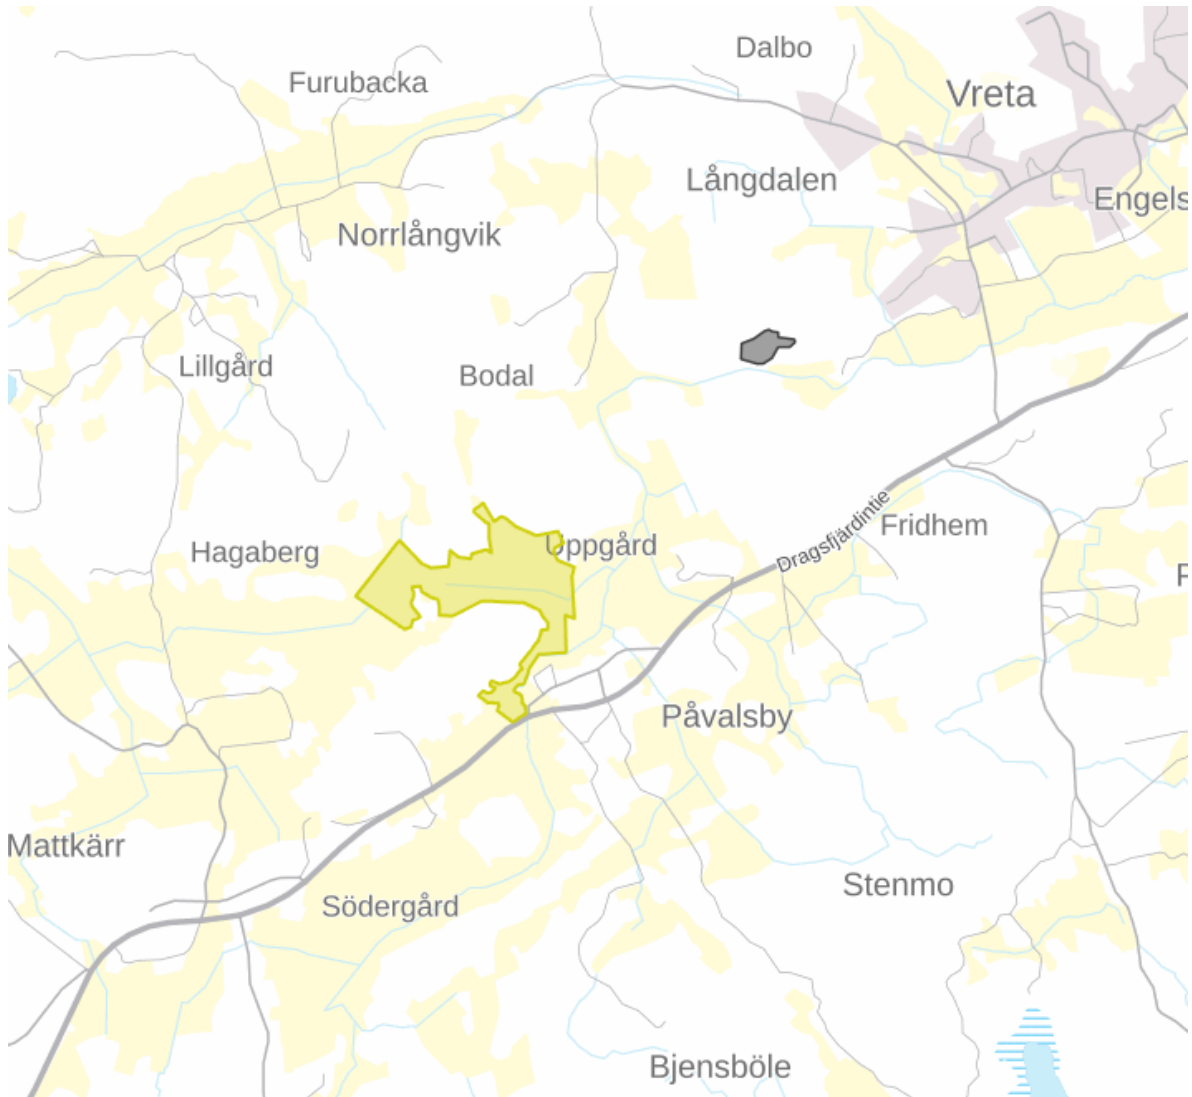 Dalbo
Furubacka
Vreta
Långdalen
Engels
Norrlångvik
Lillgård
Bodal
Dragsfjärdintie
Fridhem
Uppgård
Hagaberg
Påvalsby
Mattkärr
Stenmo
Södergård
Bjensböle